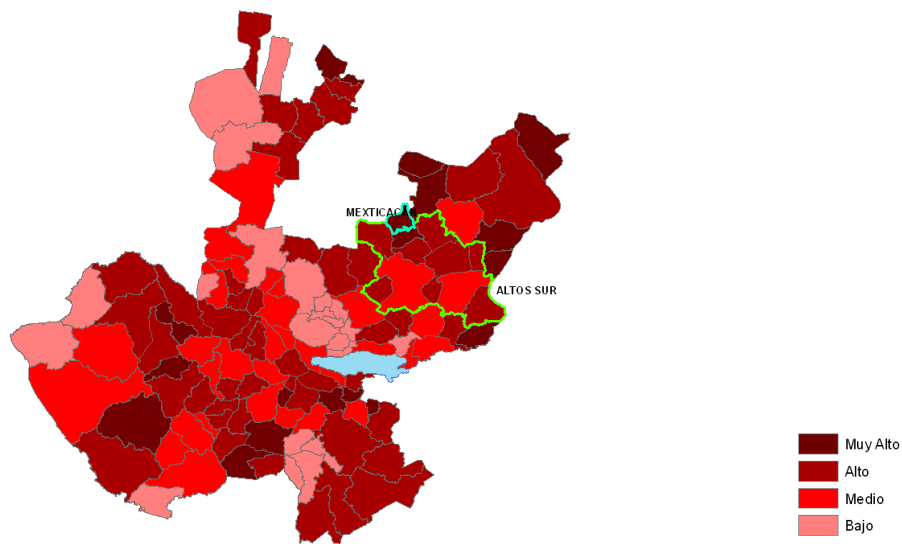 MEXTICACÁN
ALTOS SUR
Muy Alto
Alto
Medio
Bajo